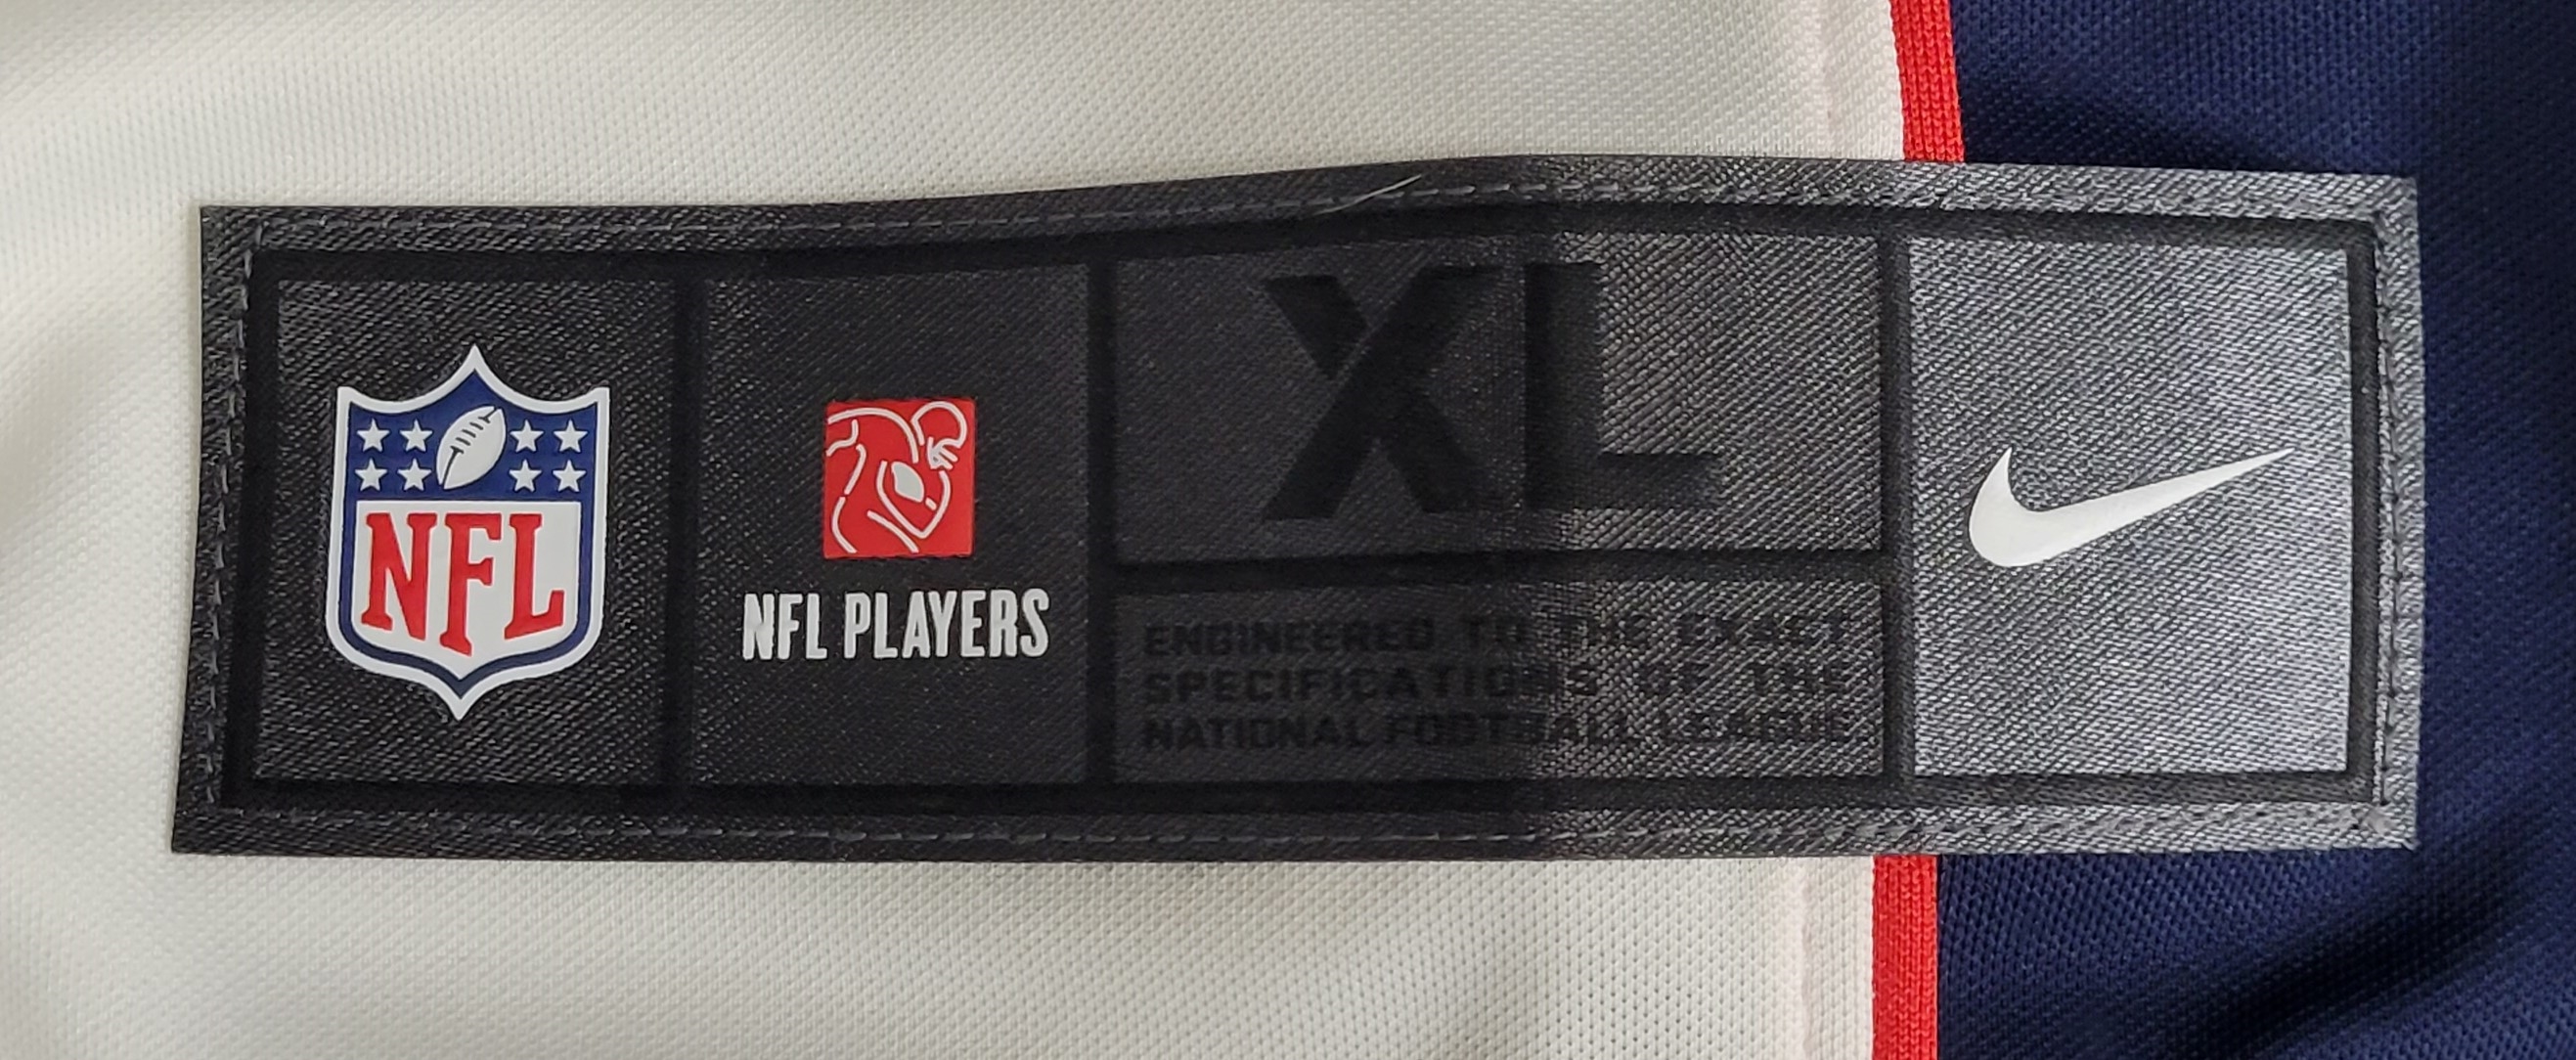 NFL
NFL PLAYERS
XL
ENGINEERED TO THE EXACT
SPECIFICATIONS OF THE
NATIONAL FOOTBALL LEAGUE